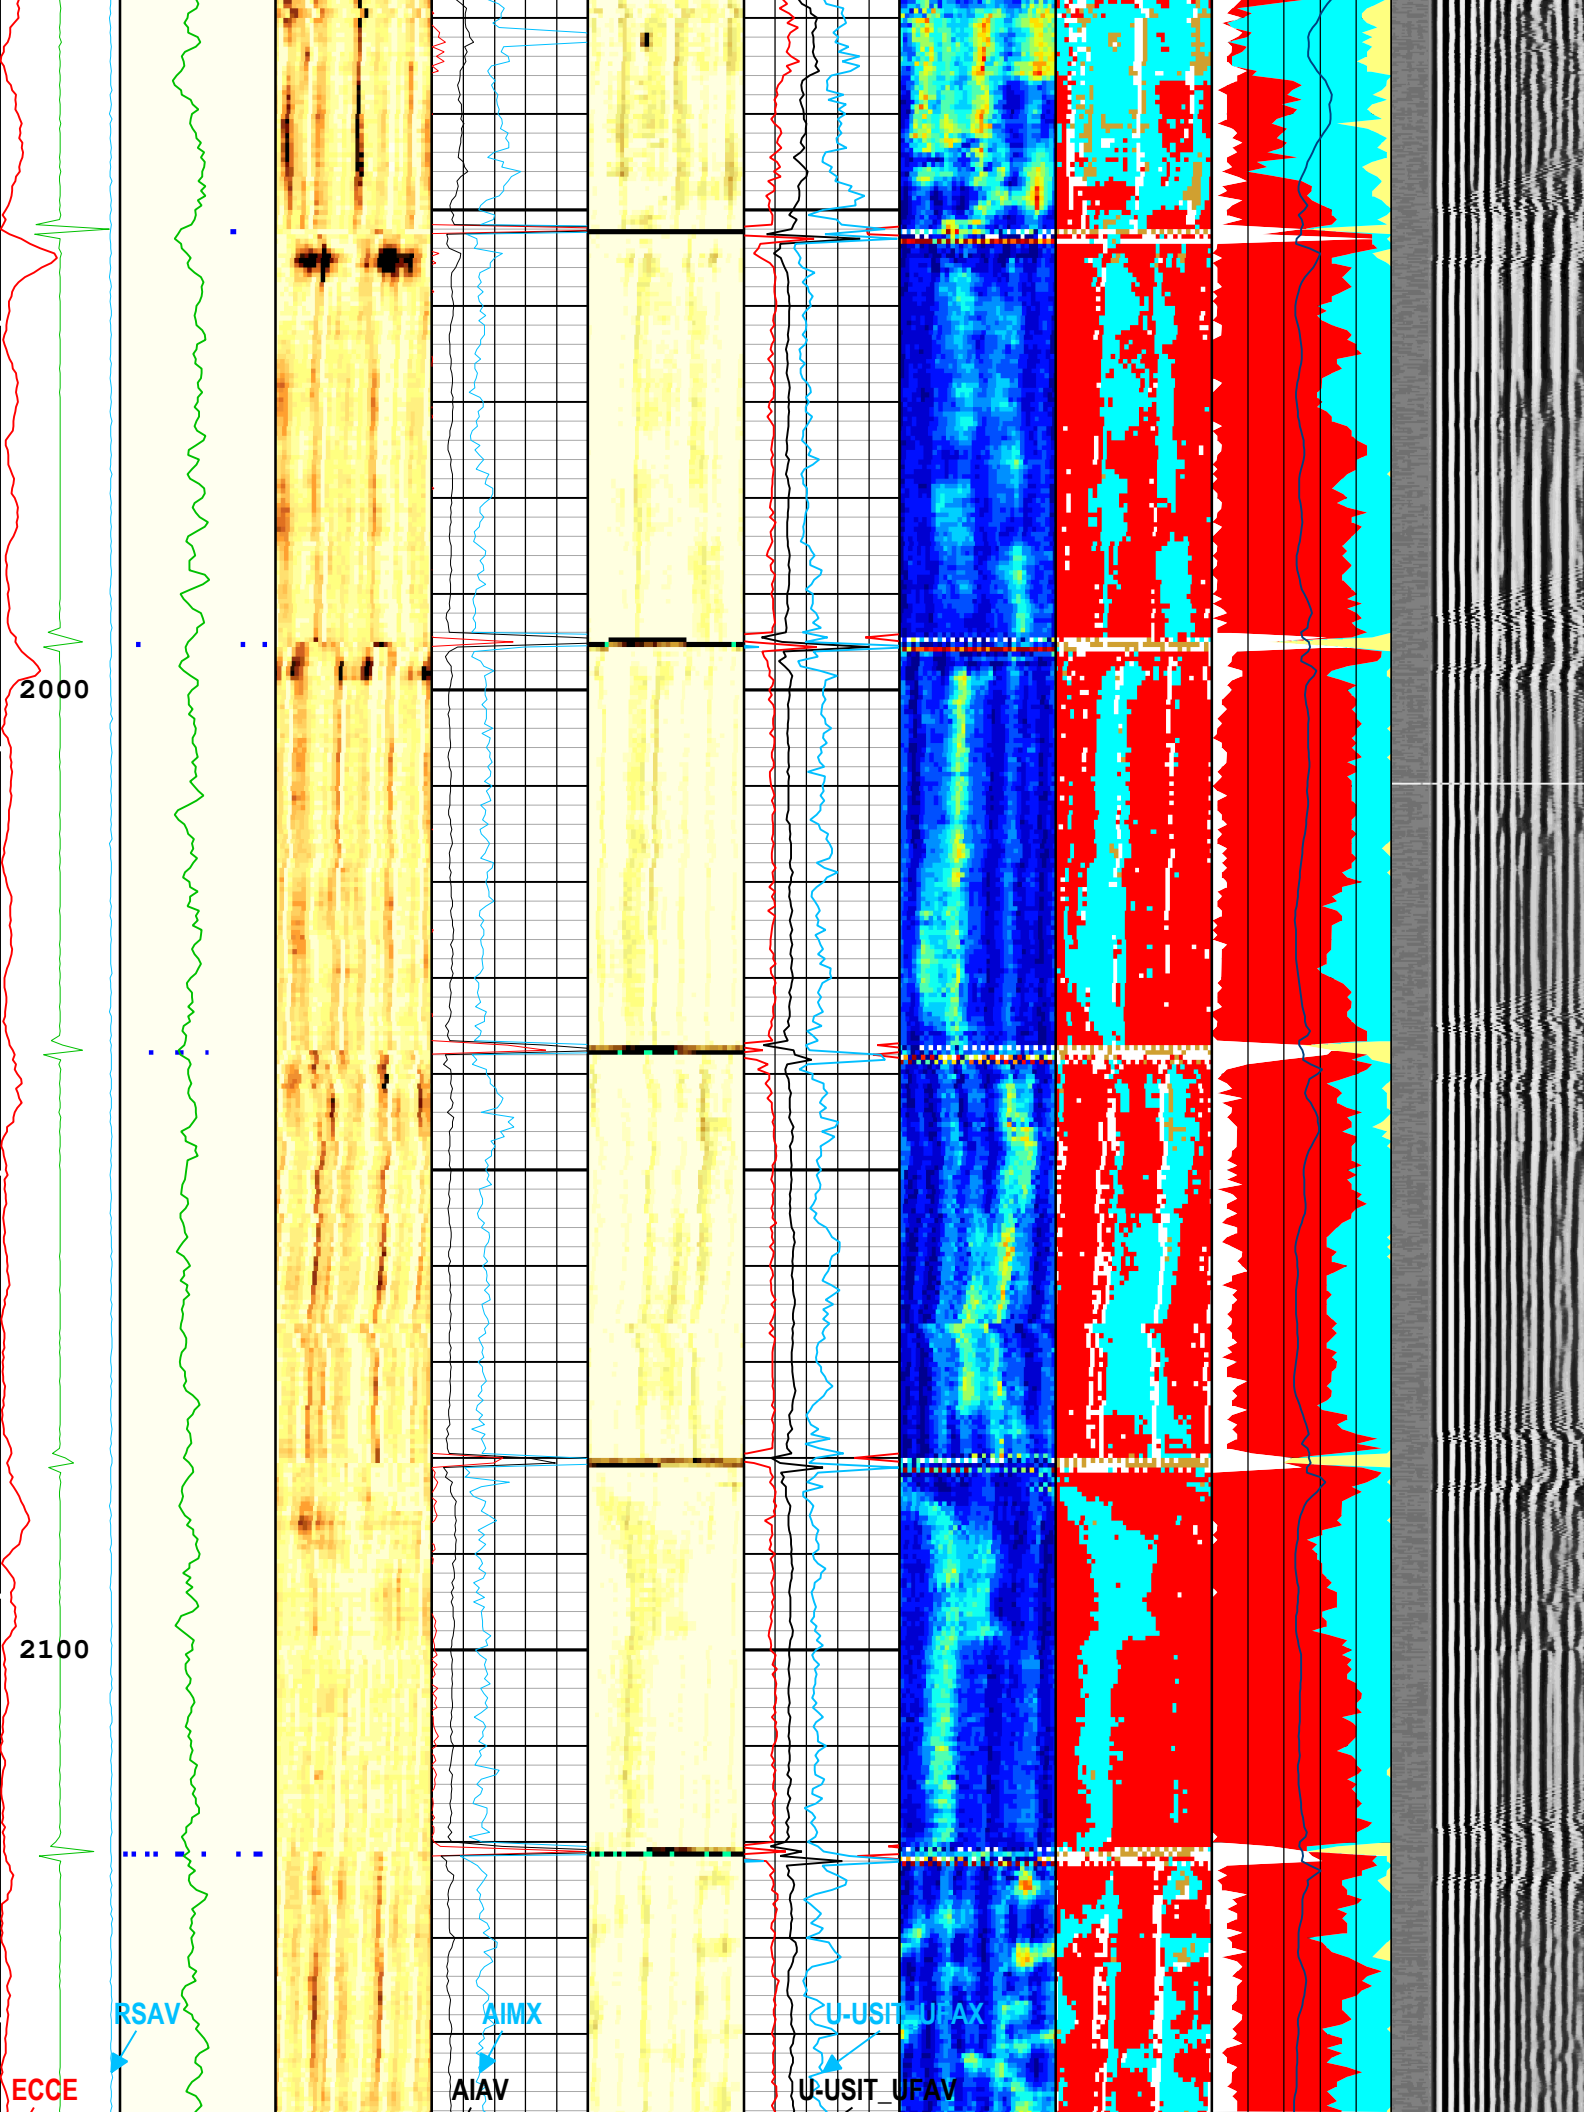 2000
2100
RSAV
AIMX
U-USIT_UFAX
ECCE
AIAV
U-USIT_UFAV